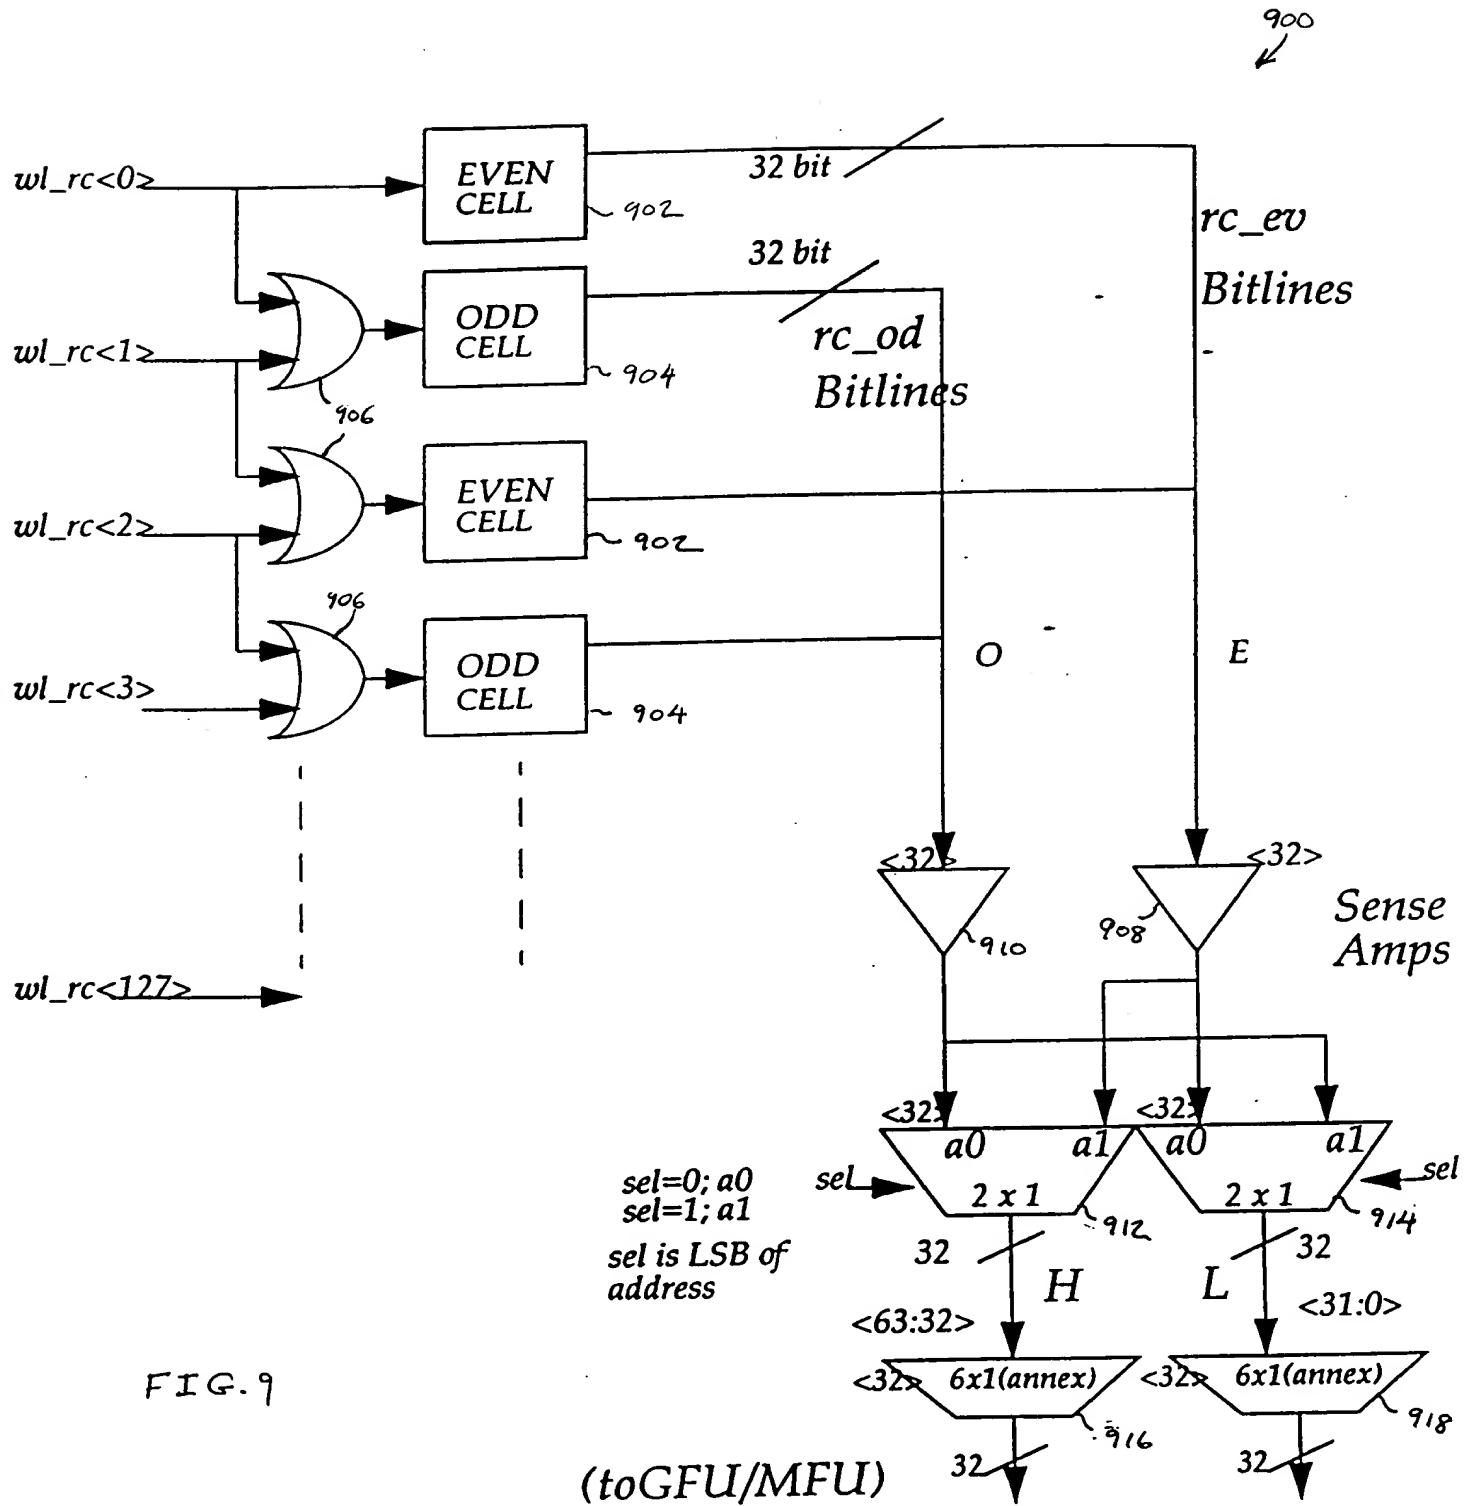 900
wl_rc<0>
EVEN
CELL
902
32 bit
rc_ev
Bitlines
32 bit
ODD
CELL
904
rc_od
Bitlines
wl_rc<1>
906
EVEN
CELL
902
wl_rc<2>
906
ODD
CELL
904
wl_rc<3>
O
E
<32>
<32>
910
908
Sense
Amps
wl_rc<127>
<32>
<32>
a0
a1
a0
a1
sel
sel
2 x 1
2 x 1
912
914
sel=0; a0
sel=1; a1
sel is LSB of
address
32
32
H
L
<63:32>
<31:0>
<32>
6x1(annex)
<32>
6x1(annex)
916
918
32
32
FIG.9
(toGFU/MFU)